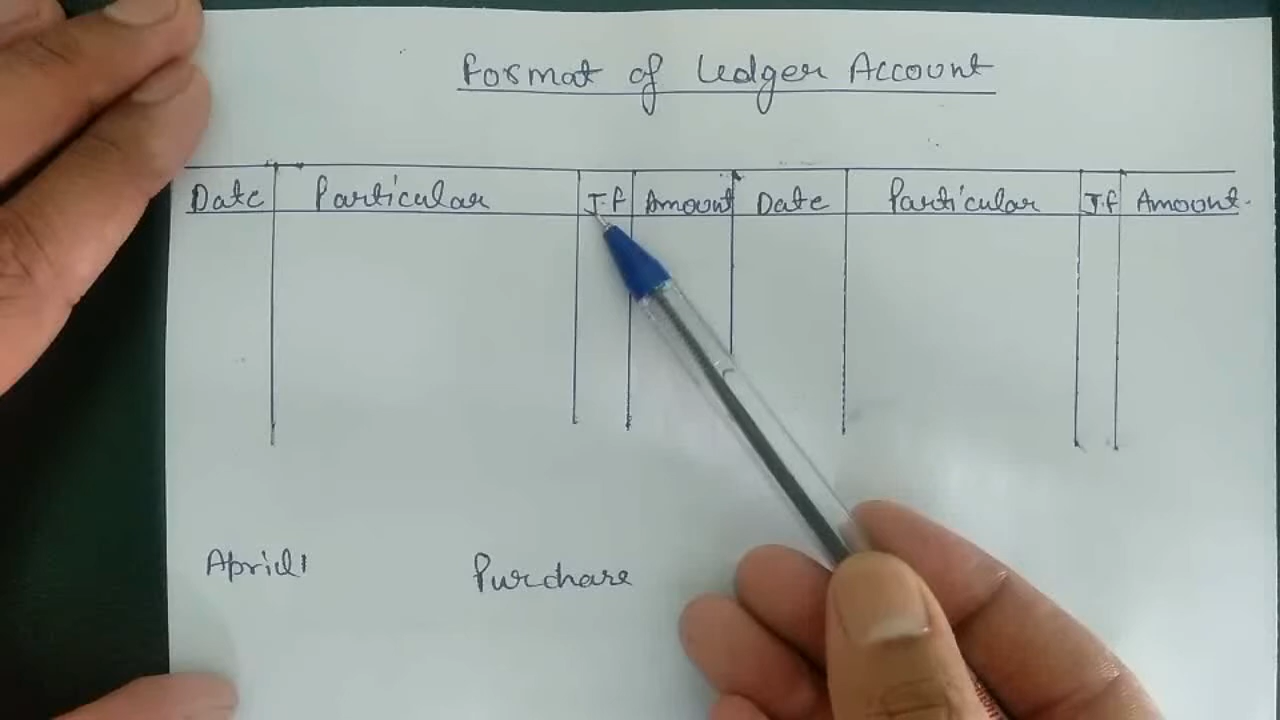 Format of Ledger Account
Date Particular J f Amount Date Particular J f Amount.
April 1 Purchase